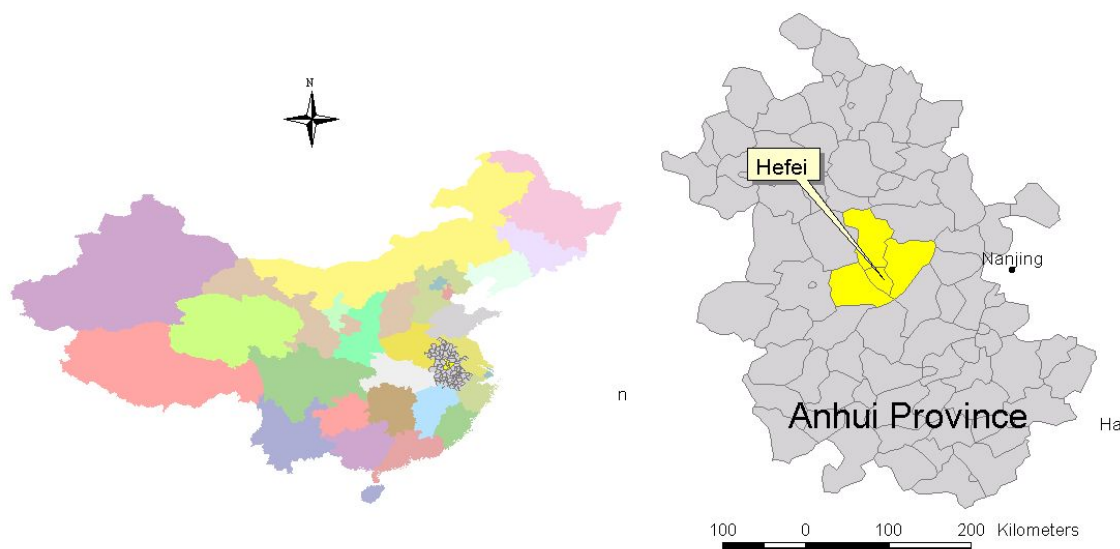 N
Hefei
Nanjing
n
Anhui Province
Ha
100 0 100 200 Kilometers